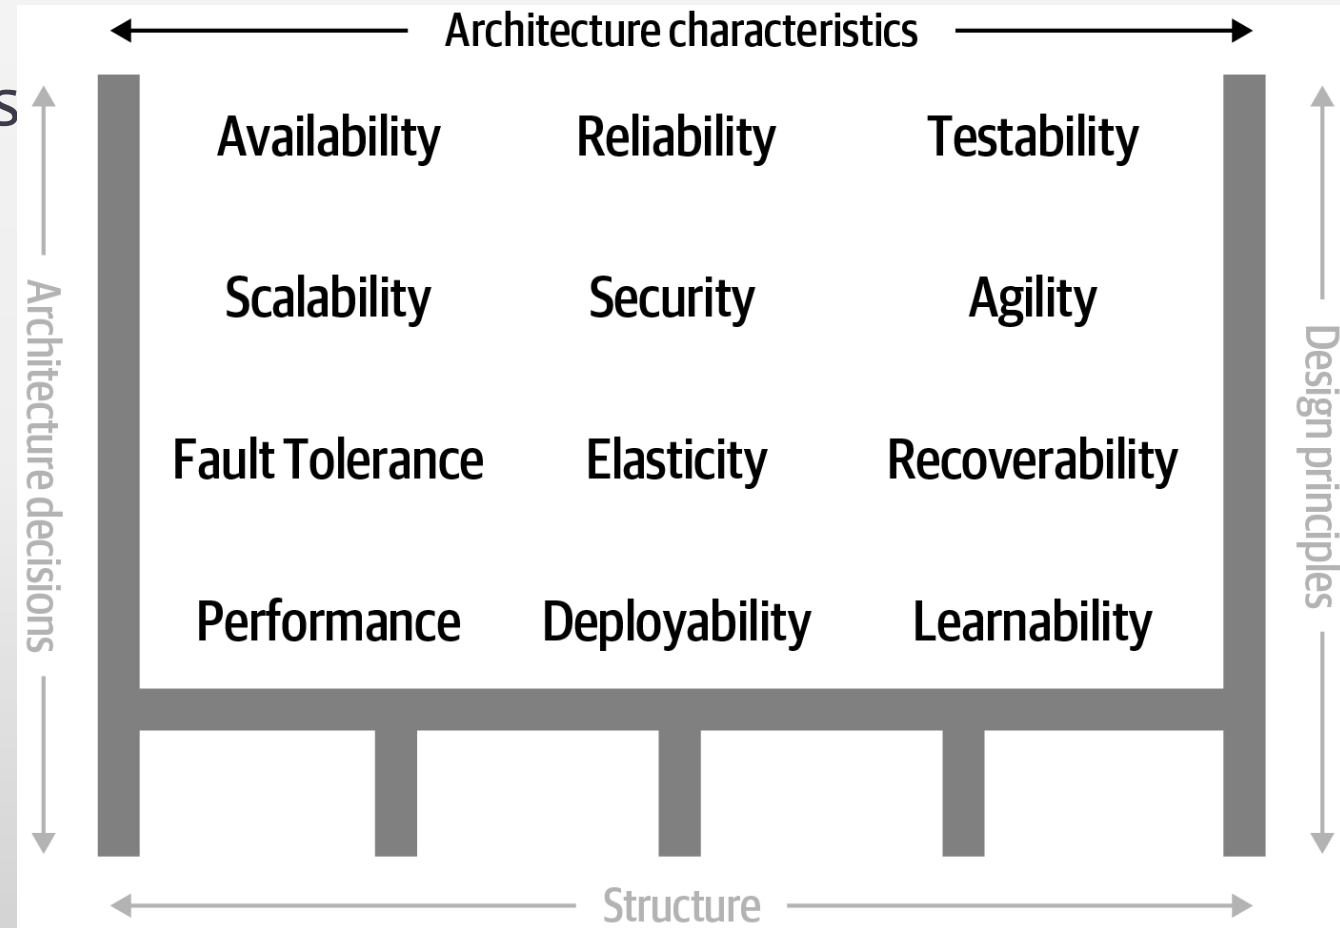 Architecture characteristics
s
Availability Reliability Testability
Scalability Security Agility
Fault Tolerance Elasticity Recoverability
Performance Deployability Learnability
Architecture decisions
Design principles
Structure